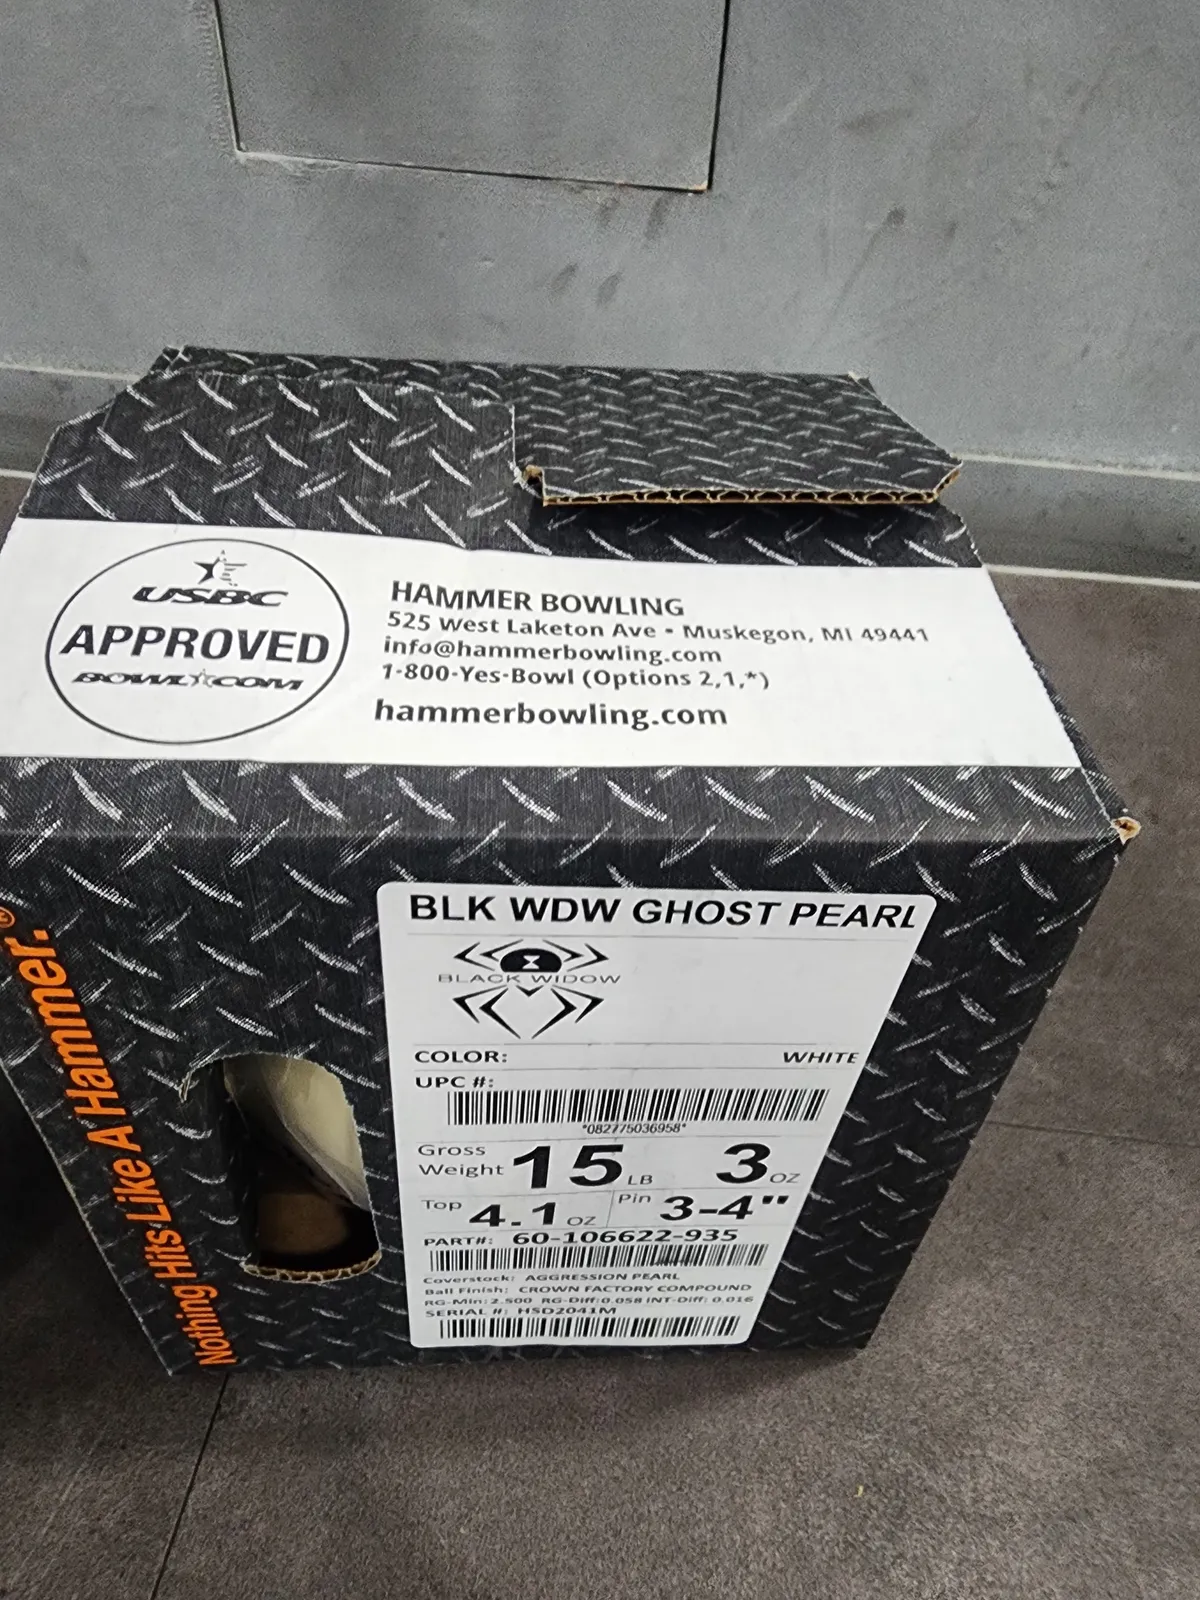 USBC
APPROVED
BOWL.COM
HAMMER BOWLING
525 West Laketon Ave • Muskegon, MI 49441
info@hammerbowling.com
1-800-Yes-Bowl (Options 2,1,*)
hammerbowling.com
Nothing Hits Like A Hammer.®
BLK WDW GHOST PEARL
BLACK WIDOW
COLOR: WHITE
UPC #:
*082775036958*
Gross Weight 15 LB 3 OZ
Top 4.1 OZ Pin 3-4"
PART#: 60-106622-935
Coverstock: AGGRESSION PEARL
Ball Finish: CROWN FACTORY COMPOUND
RG-Min: 2.500 RG-Diff: 0.058 INT-Diff: 0.016
SERIAL #: HSD2041M